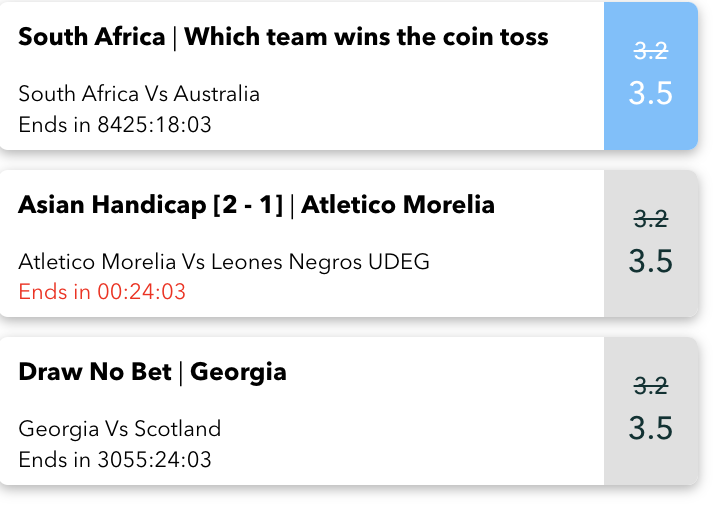 South Africa | Which team wins the coin toss
3.2
South Africa Vs Australia
3.5
Ends in 8425:18:03
Asian Handicap [2 - 1] | Atletico Morelia
3.2
Atletico Morelia Vs Leones Negros UDEG
3.5
Ends in 00:24:03
Draw No Bet | Georgia
3.2
Georgia Vs Scotland
3.5
Ends in 3055:24:03